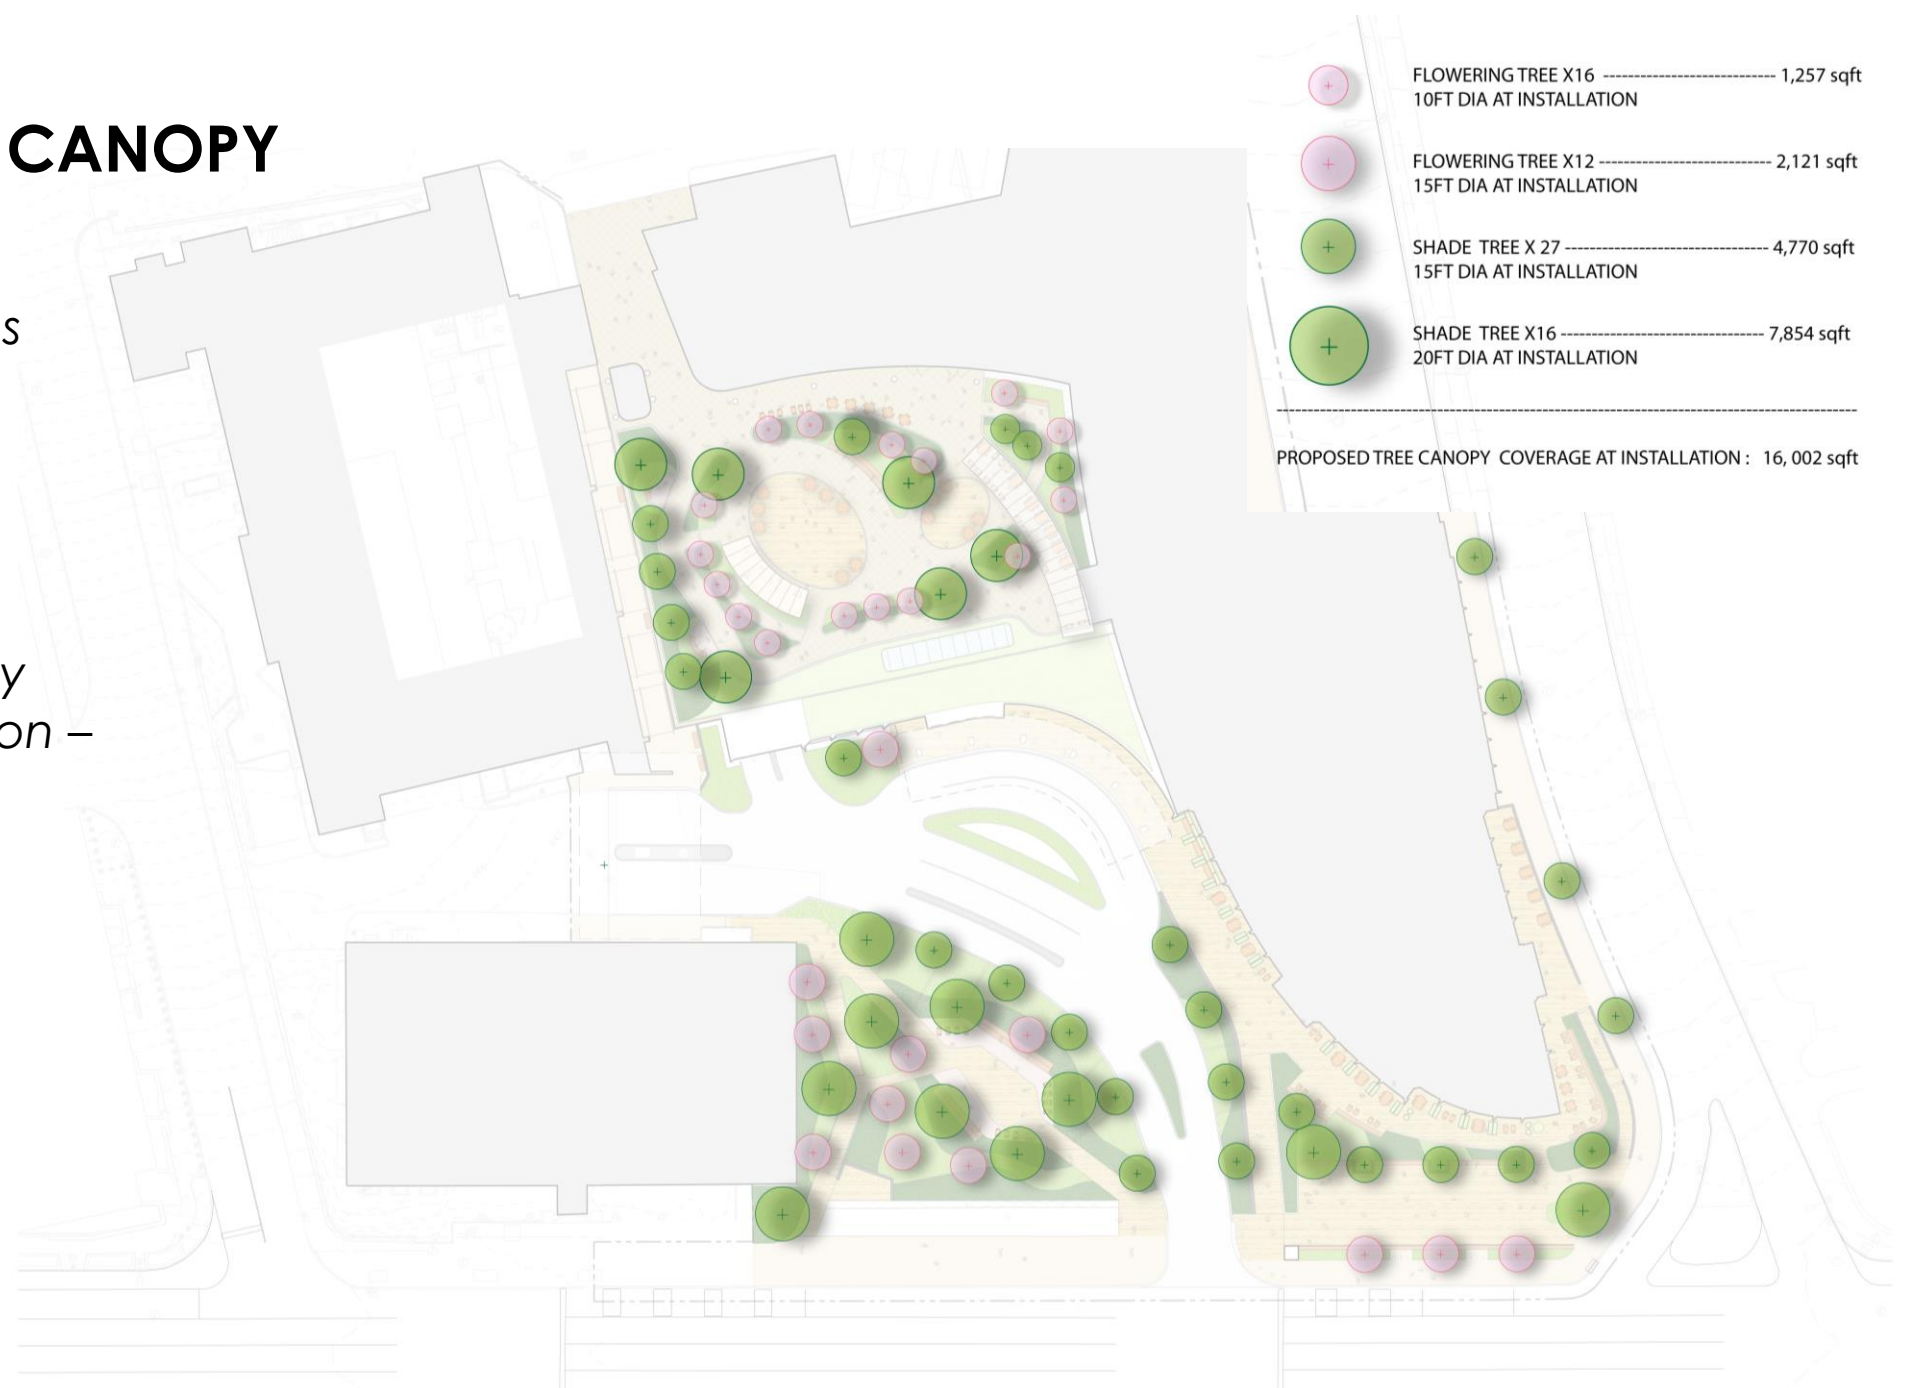 CANOPY
s
y
on –
FLOWERING TREE X16 ---------------------------- 1,257 sqft
10FT DIA AT INSTALLATION
FLOWERING TREE X12 ---------------------------- 2,121 sqft
15FT DIA AT INSTALLATION
SHADE TREE X 27 --------------------------------- 4,770 sqft
15FT DIA AT INSTALLATION
SHADE TREE X16 --------------------------------- 7,854 sqft
20FT DIA AT INSTALLATION
PROPOSED TREE CANOPY COVERAGE AT INSTALLATION : 16, 002 sqft